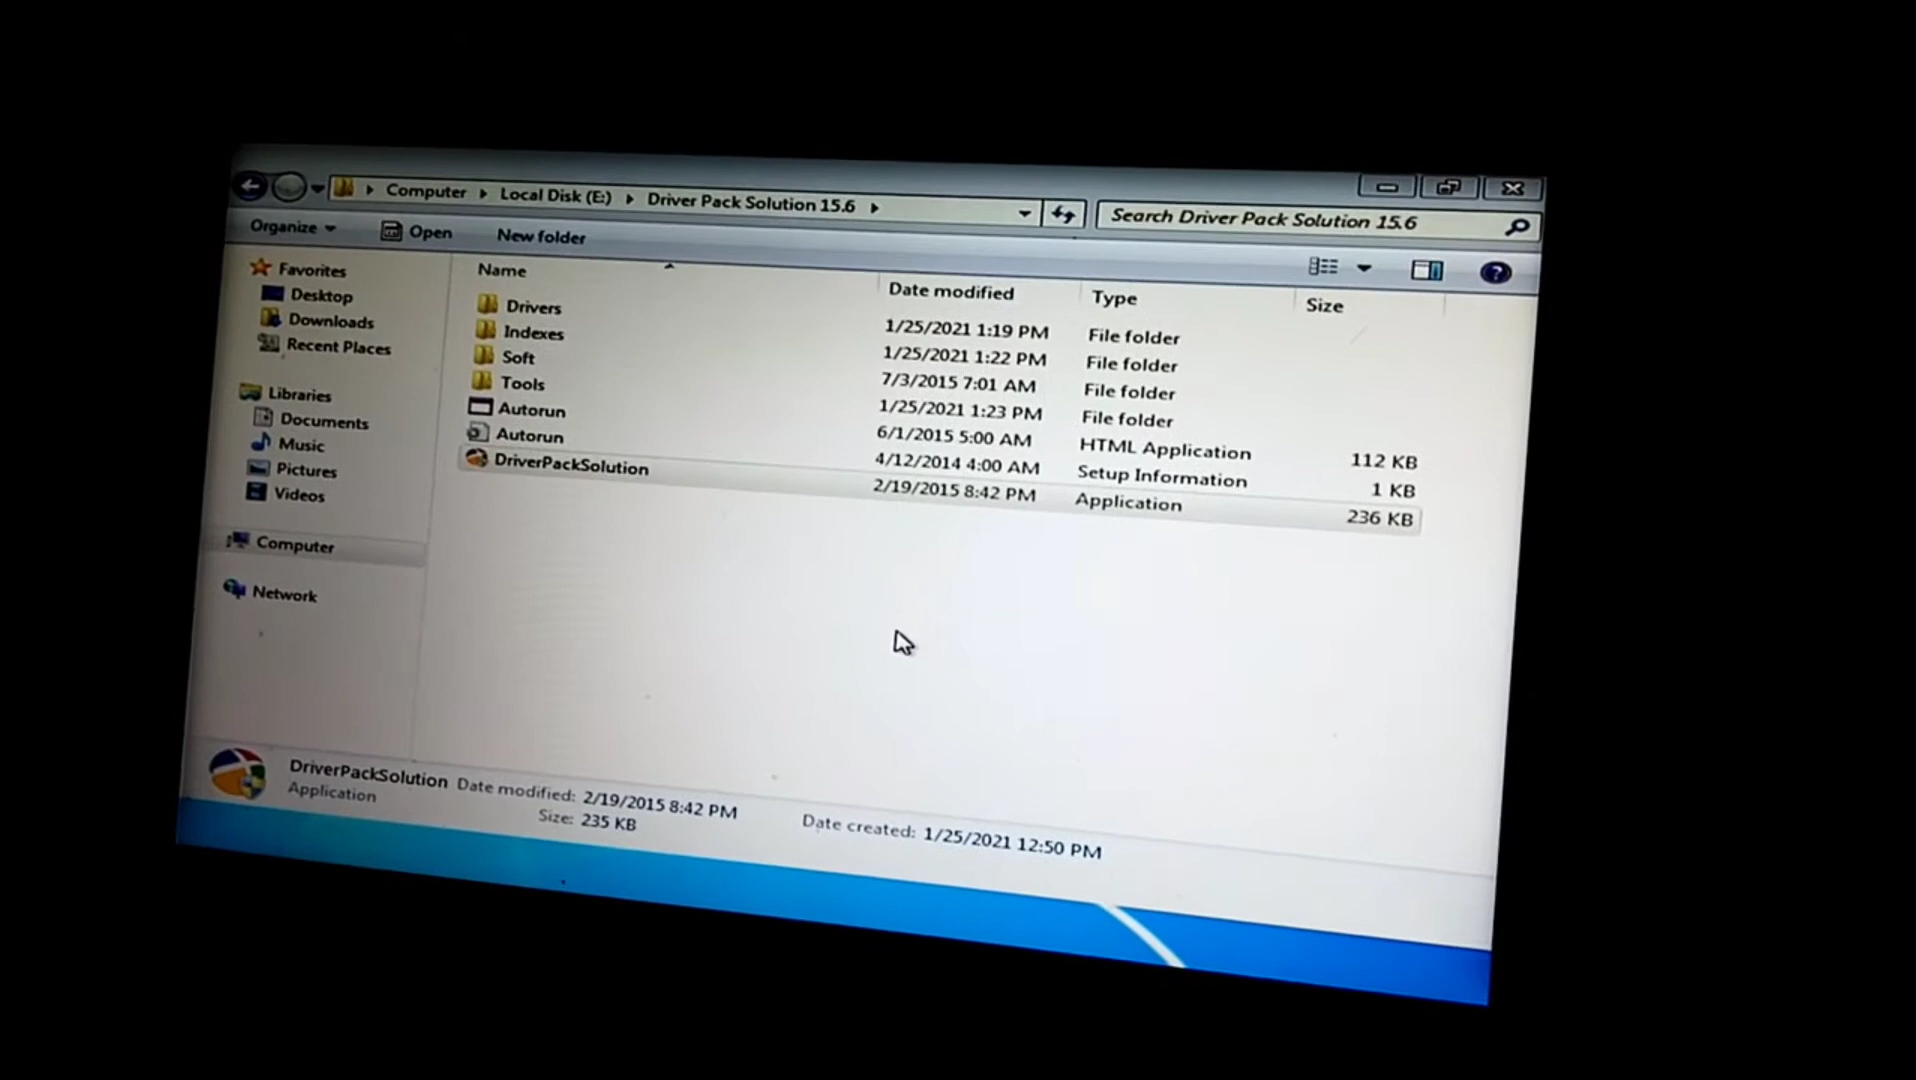 Computer Local Disk (E:) Driver Pack Solution 15.6
Search Driver Pack Solution 15.6
Organize Open New folder
Favorites
Desktop
Downloads
Recent Places
Libraries
Documents
Music
Pictures
Videos
Computer
Network
Name Date modified Type Size
Drivers 1/25/2021 1:19 PM File folder
Indexes 1/25/2021 1:22 PM File folder
Soft 7/3/2015 7:01 AM File folder
Tools 1/25/2021 1:23 PM File folder
Autorun 6/1/2015 5:00 AM HTML Application 112 KB
Autorun 4/12/2014 4:00 AM Setup Information 1 KB
DriverPackSolution 2/19/2015 8:42 PM Application 236 KB
DriverPackSolution Date modified: 2/19/2015 8:42 PM Date created: 1/25/2021 12:50 PM
Application Size: 235 KB